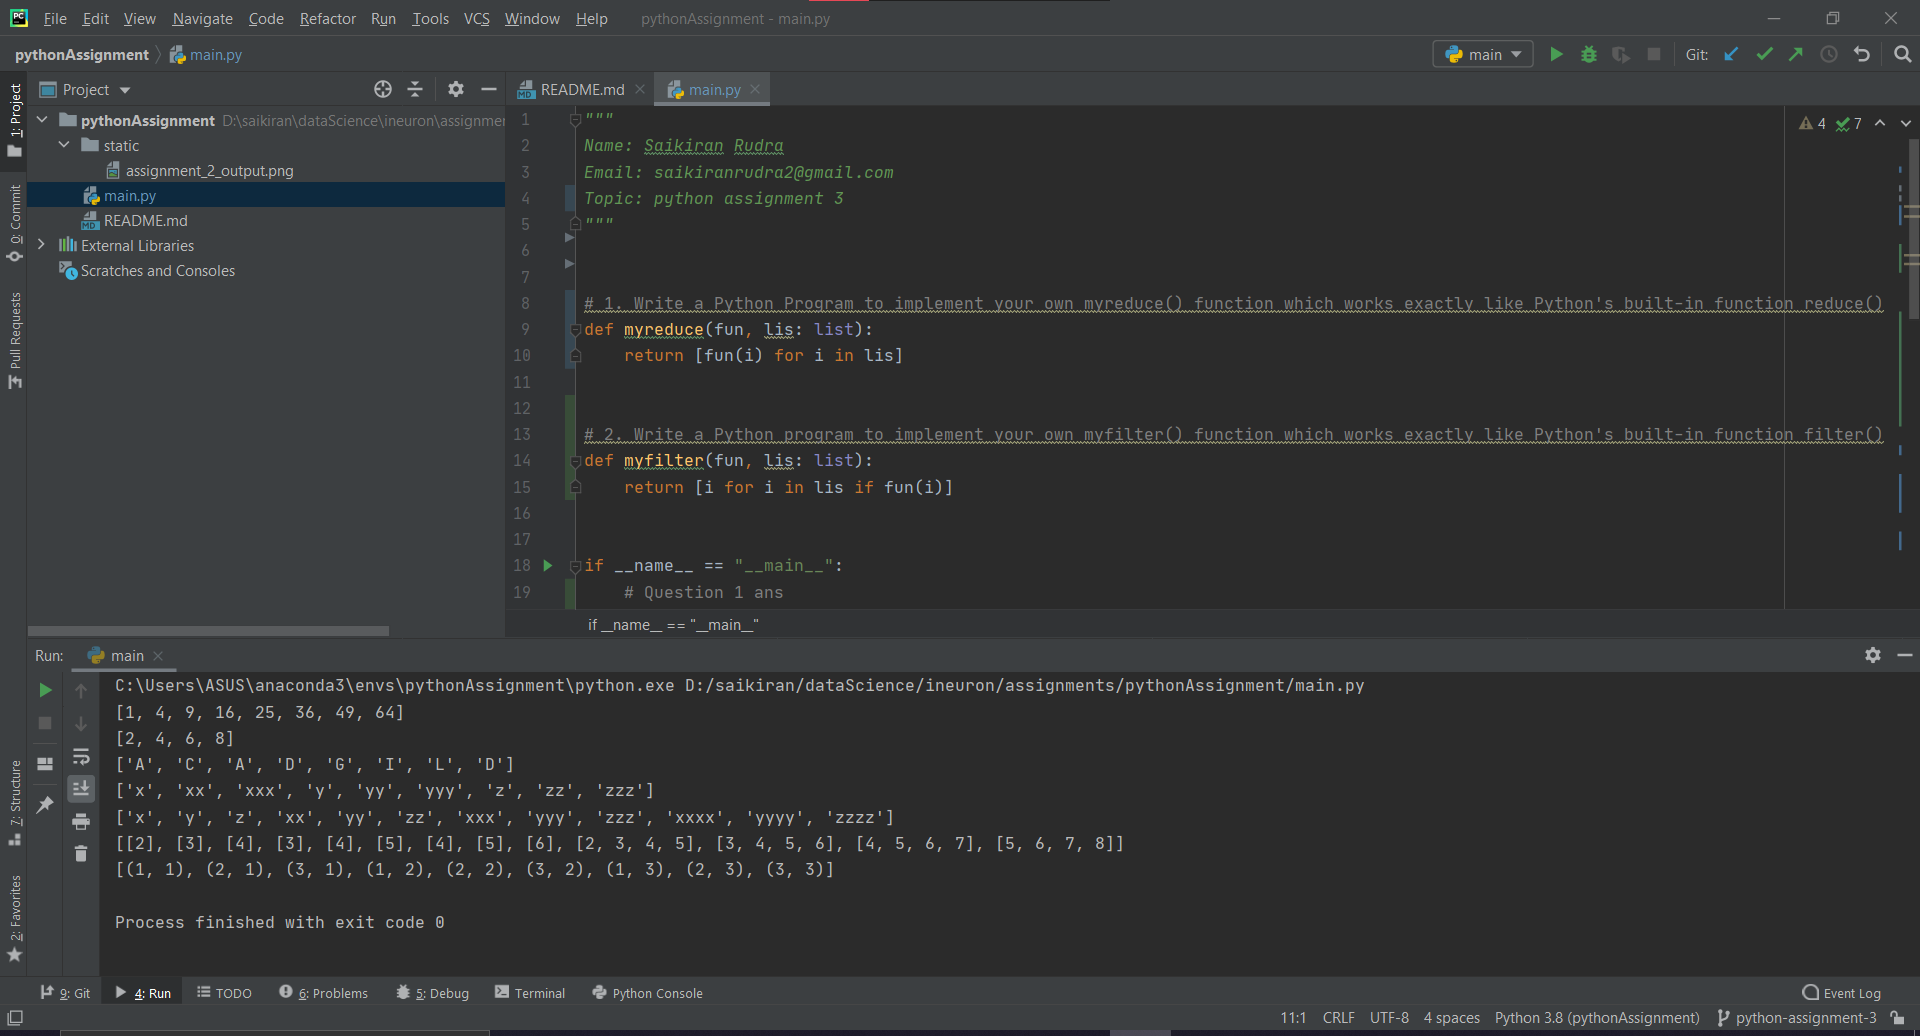 File Edit View Navigate Code Refactor Run Tools VCS Window Help pythonAssignment - main.py
pythonAssignment main.py main Git:
1: Project
0: Commit
Pull Requests
7: Structure
2: Favorites
Project
pythonAssignment D:\saikiran\dataScience\ineuron\assignmen
static
assignment_2_output.png
main.py
README.md
External Libraries
Scratches and Consoles
README.md main.py
4 7
1 """
2 Name: Saikiran Rudra
3 Email: saikiranrudra2@gmail.com
4 Topic: python assignment 3
5 """
6
7
8 # 1. Write a Python Program to implement your own myreduce() function which works exactly like Python's built-in function reduce()
9 def myreduce(fun, lis: list):
10 return [fun(i) for i in lis]
11
12
13 # 2. Write a Python program to implement your own myfilter() function which works exactly like Python's built-in function filter()
14 def myfilter(fun, lis: list):
15 return [i for i in lis if fun(i)]
16
17
18 if __name__ == "__main__":
19 # Question 1 ans
if __name__ == "__main__"
Run: main
C:\Users\ASUS\anaconda3\envs\pythonAssignment\python.exe D:/saikiran/dataScience/ineuron/assignments/pythonAssignment/main.py
[1, 4, 9, 16, 25, 36, 49, 64]
[2, 4, 6, 8]
['A', 'C', 'A', 'D', 'G', 'I', 'L', 'D']
['x', 'xx', 'xxx', 'y', 'yy', 'yyy', 'z', 'zz', 'zzz']
['x', 'y', 'z', 'xx', 'yy', 'zz', 'xxx', 'yyy', 'zzz', 'xxxx', 'yyyy', 'zzzz']
[[2], [3], [4], [3], [4], [5], [4], [5], [6], [2, 3, 4, 5], [3, 4, 5, 6], [4, 5, 6, 7], [5, 6, 7, 8]]
[(1, 1), (2, 1), (3, 1), (1, 2), (2, 2), (3, 2), (1, 3), (2, 3), (3, 3)]
Process finished with exit code 0
9: Git 4: Run TODO 6: Problems 5: Debug Terminal Python Console Event Log
11:1 CRLF UTF-8 4 spaces Python 3.8 (pythonAssignment) python-assignment-3